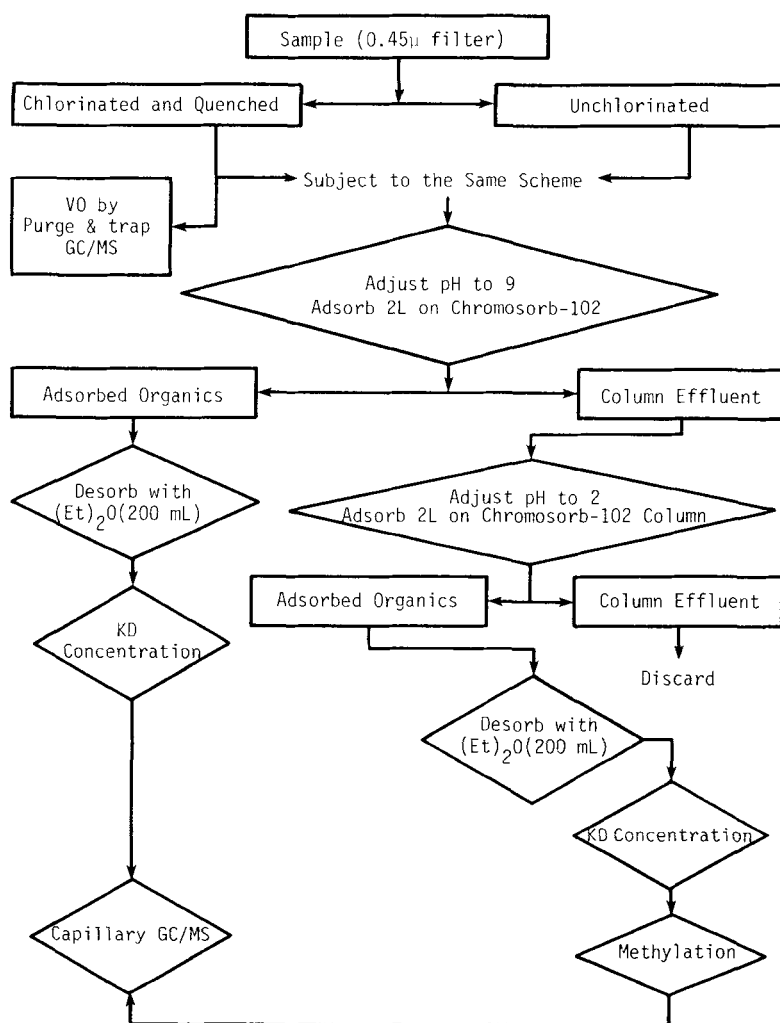 Sample (0.45μ filter)
Chlorinated and Quenched
Unchlorinated
Subject to the Same Scheme
VO by
Purge & trap
GC/MS
Adjust pH to 9
Adsorb 2L on Chromosorb-102
Adsorbed Organics
Column Effluent
Desorb with
(Et)2O(200 mL)
Adjust pH to 2
Adsorb 2L on Chromosorb-102 Column
KD
Concentration
Adsorbed Organics
Column Effluent
Discard
Desorb with
(Et)2O(200 mL)
KD Concentration
Capillary GC/MS
Methylation